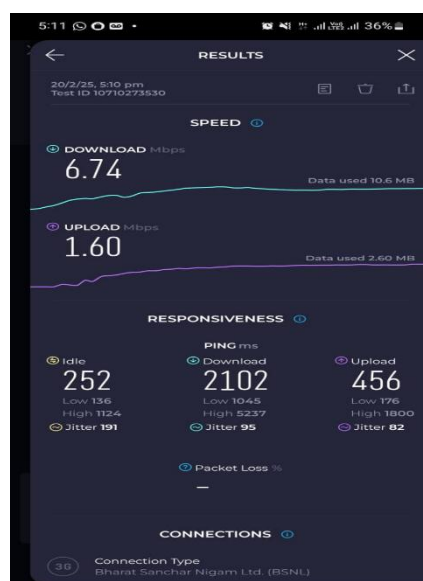 5:11
36%
RESULTS
20/2/25, 5:10 pm
Test ID 10710273530
SPEED
DOWNLOAD Mbps
6.74
Data used 10.6 MB
UPLOAD Mbps
1.60
Data used 2.60 MB
RESPONSIVENESS
PING ms
Idle Download Upload
252 2102 456
Low 136 Low 1045 Low 176
High 1124 High 5237 High 1800
Jitter 191 Jitter 95 Jitter 82
Packet Loss %
—
CONNECTIONS
3G Connection Type
Bharat Sanchar Nigam Ltd. (BSNL)